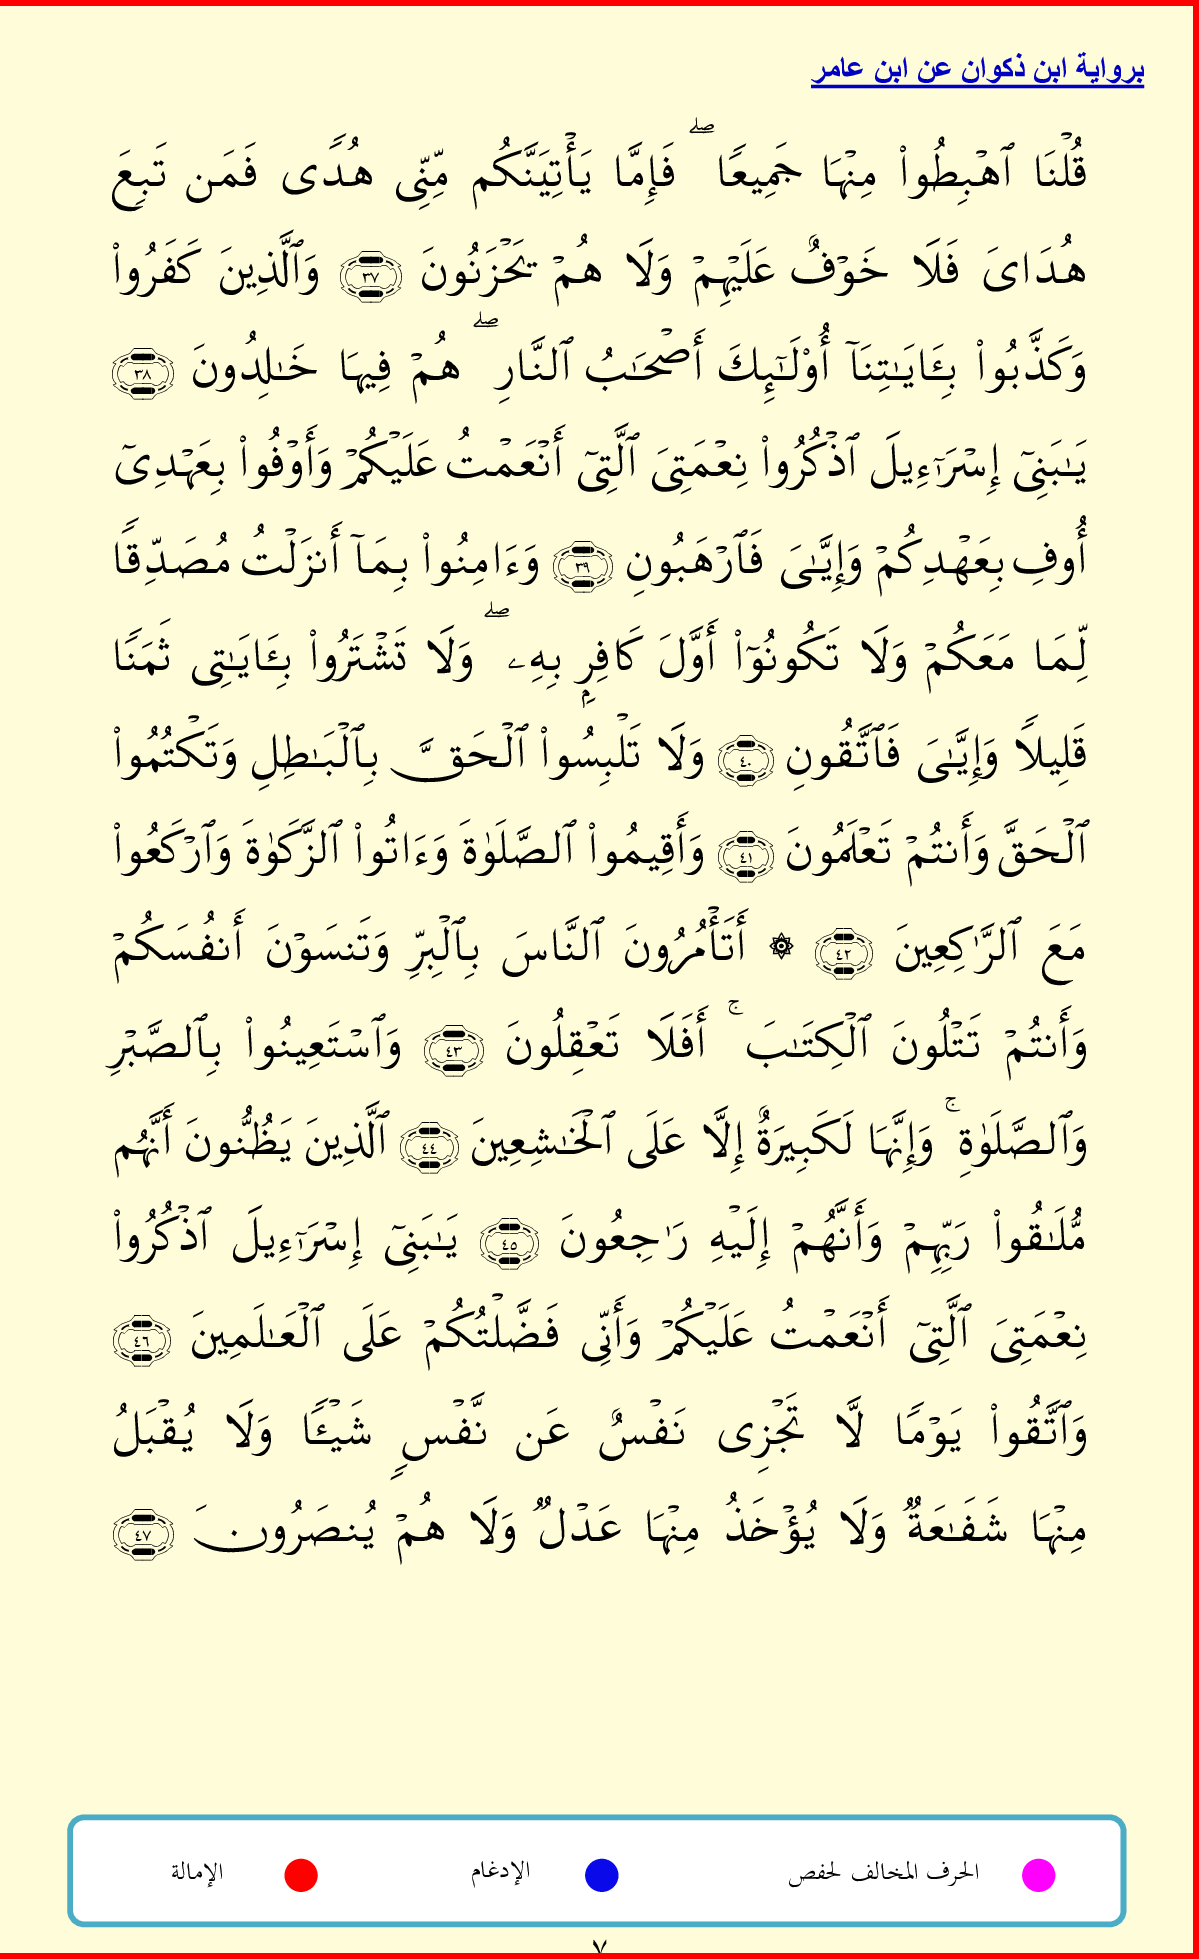 برواية ابن ذكوان عن ابن عامر
قُلۡنَا ٱهۡبِطُواْ مِنۡهَا جَمِيعٗاۖ فَإِمَّا يَأۡتِيَنَّكُم مِّنِّى هُدٗى فَمَن تَبِعَ
هُدَاىَ فَلَا خَوۡفٌ عَلَيۡهِمۡ وَلَا هُمۡ يَحۡزَنُونَ ٣٧ وَٱلَّذِينَ كَفَرُواْ
وَكَذَّبُواْ بِـَٔايَٰتِنَآ أُوْلَٰٓئِكَ أَصۡحَٰبُ ٱلنَّارِۖ هُمۡ فِيهَا خَٰلِدُونَ ٣٨
يَٰبَنِىٓ إِسۡرَٰٓءِيلَ ٱذۡكُرُواْ نِعۡمَتِىَ ٱلَّتِىٓ أَنۡعَمۡتُ عَلَيۡكُمۡ وَأَوۡفُواْ بِعَهۡدِىٓ
أُوفِ بِعَهۡدِكُمۡ وَإِيَّٰىَ فَٱرۡهَبُونِ ٣٩ وَءَامِنُواْ بِمَآ أَنزَلۡتُ مُصَدِّقٗا
لِّمَا مَعَكُمۡ وَلَا تَكُونُوٓاْ أَوَّلَ كَافِرِۭ بِهِۦۖ وَلَا تَشۡتَرُواْ بِـَٔايَٰتِى ثَمَنٗا
قَلِيلٗا وَإِيَّٰىَ فَٱتَّقُونِ ٤٠ وَلَا تَلۡبِسُواْ ٱلۡحَقَّ بِٱلۡبَٰطِلِ وَتَكۡتُمُواْ
ٱلۡحَقَّ وَأَنتُمۡ تَعۡلَمُونَ ٤١ وَأَقِيمُواْ ٱلصَّلَوٰةَ وَءَاتُواْ ٱلزَّكَوٰةَ وَٱرۡكَعُواْ
مَعَ ٱلرَّٰكِعِينَ ٤٢ ۞ أَتَأۡمُرُونَ ٱلنَّاسَ بِٱلۡبِرِّ وَتَنسَوۡنَ أَنفُسَكُمۡ
وَأَنتُمۡ تَتۡلُونَ ٱلۡكِتَٰبَۚ أَفَلَا تَعۡقِلُونَ ٤٣ وَٱسۡتَعِينُواْ بِٱلصَّبۡرِ
وَٱلصَّلَوٰةِۚ وَإِنَّهَا لَكَبِيرَةٌ إِلَّا عَلَى ٱلۡخَٰشِعِينَ ٤٤ ٱلَّذِينَ يَظُنُّونَ أَنَّهُم
مُّلَٰقُواْ رَبِّهِمۡ وَأَنَّهُمۡ إِلَيۡهِ رَٰجِعُونَ ٤٥ يَٰبَنِىٓ إِسۡرَٰٓءِيلَ ٱذۡكُرُواْ
نِعۡمَتِىَ ٱلَّتِىٓ أَنۡعَمۡتُ عَلَيۡكُمۡ وَأَنِّى فَضَّلۡتُكُمۡ عَلَى ٱلۡعَٰلَمِينَ ٤٦
وَٱتَّقُواْ يَوۡمٗا لَّا تَجۡزِى نَفۡسٌ عَن نَّفۡسٖ شَيۡـٔٗا وَلَا يُقۡبَلُ
مِنۡهَا شَفَٰعَةٞ وَلَا يُؤۡخَذُ مِنۡهَا عَدۡلٞ وَلَا هُمۡ يُنصَرُونَ ٤٧
الحرف المخالف لحفص الإدغام الإمالة
٧